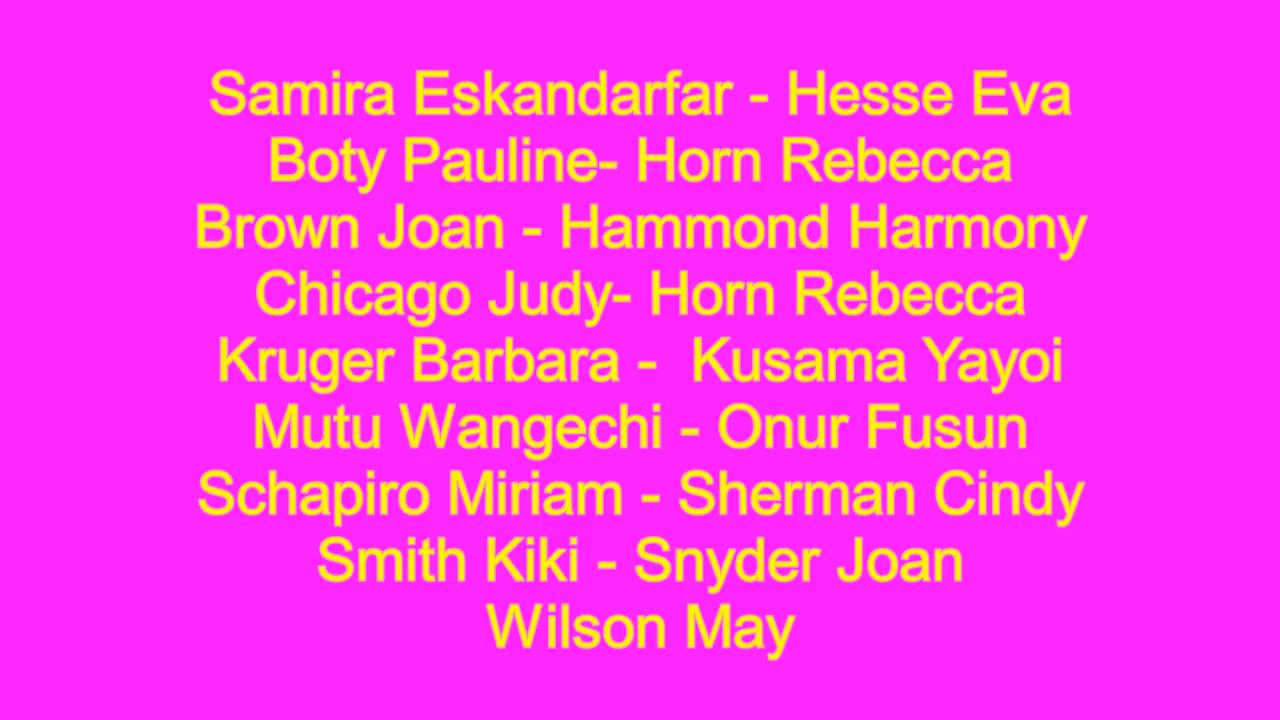 Samira Eskandarfar - Hesse Eva
Boty Pauline- Horn Rebecca
Brown Joan - Hammond Harmony
Chicago Judy- Horn Rebecca
Kruger Barbara -  Kusama Yayoi
Mutu Wangechi - Onur Fusun
Schapiro Miriam - Sherman Cindy
Smith Kiki - Snyder Joan
Wilson May